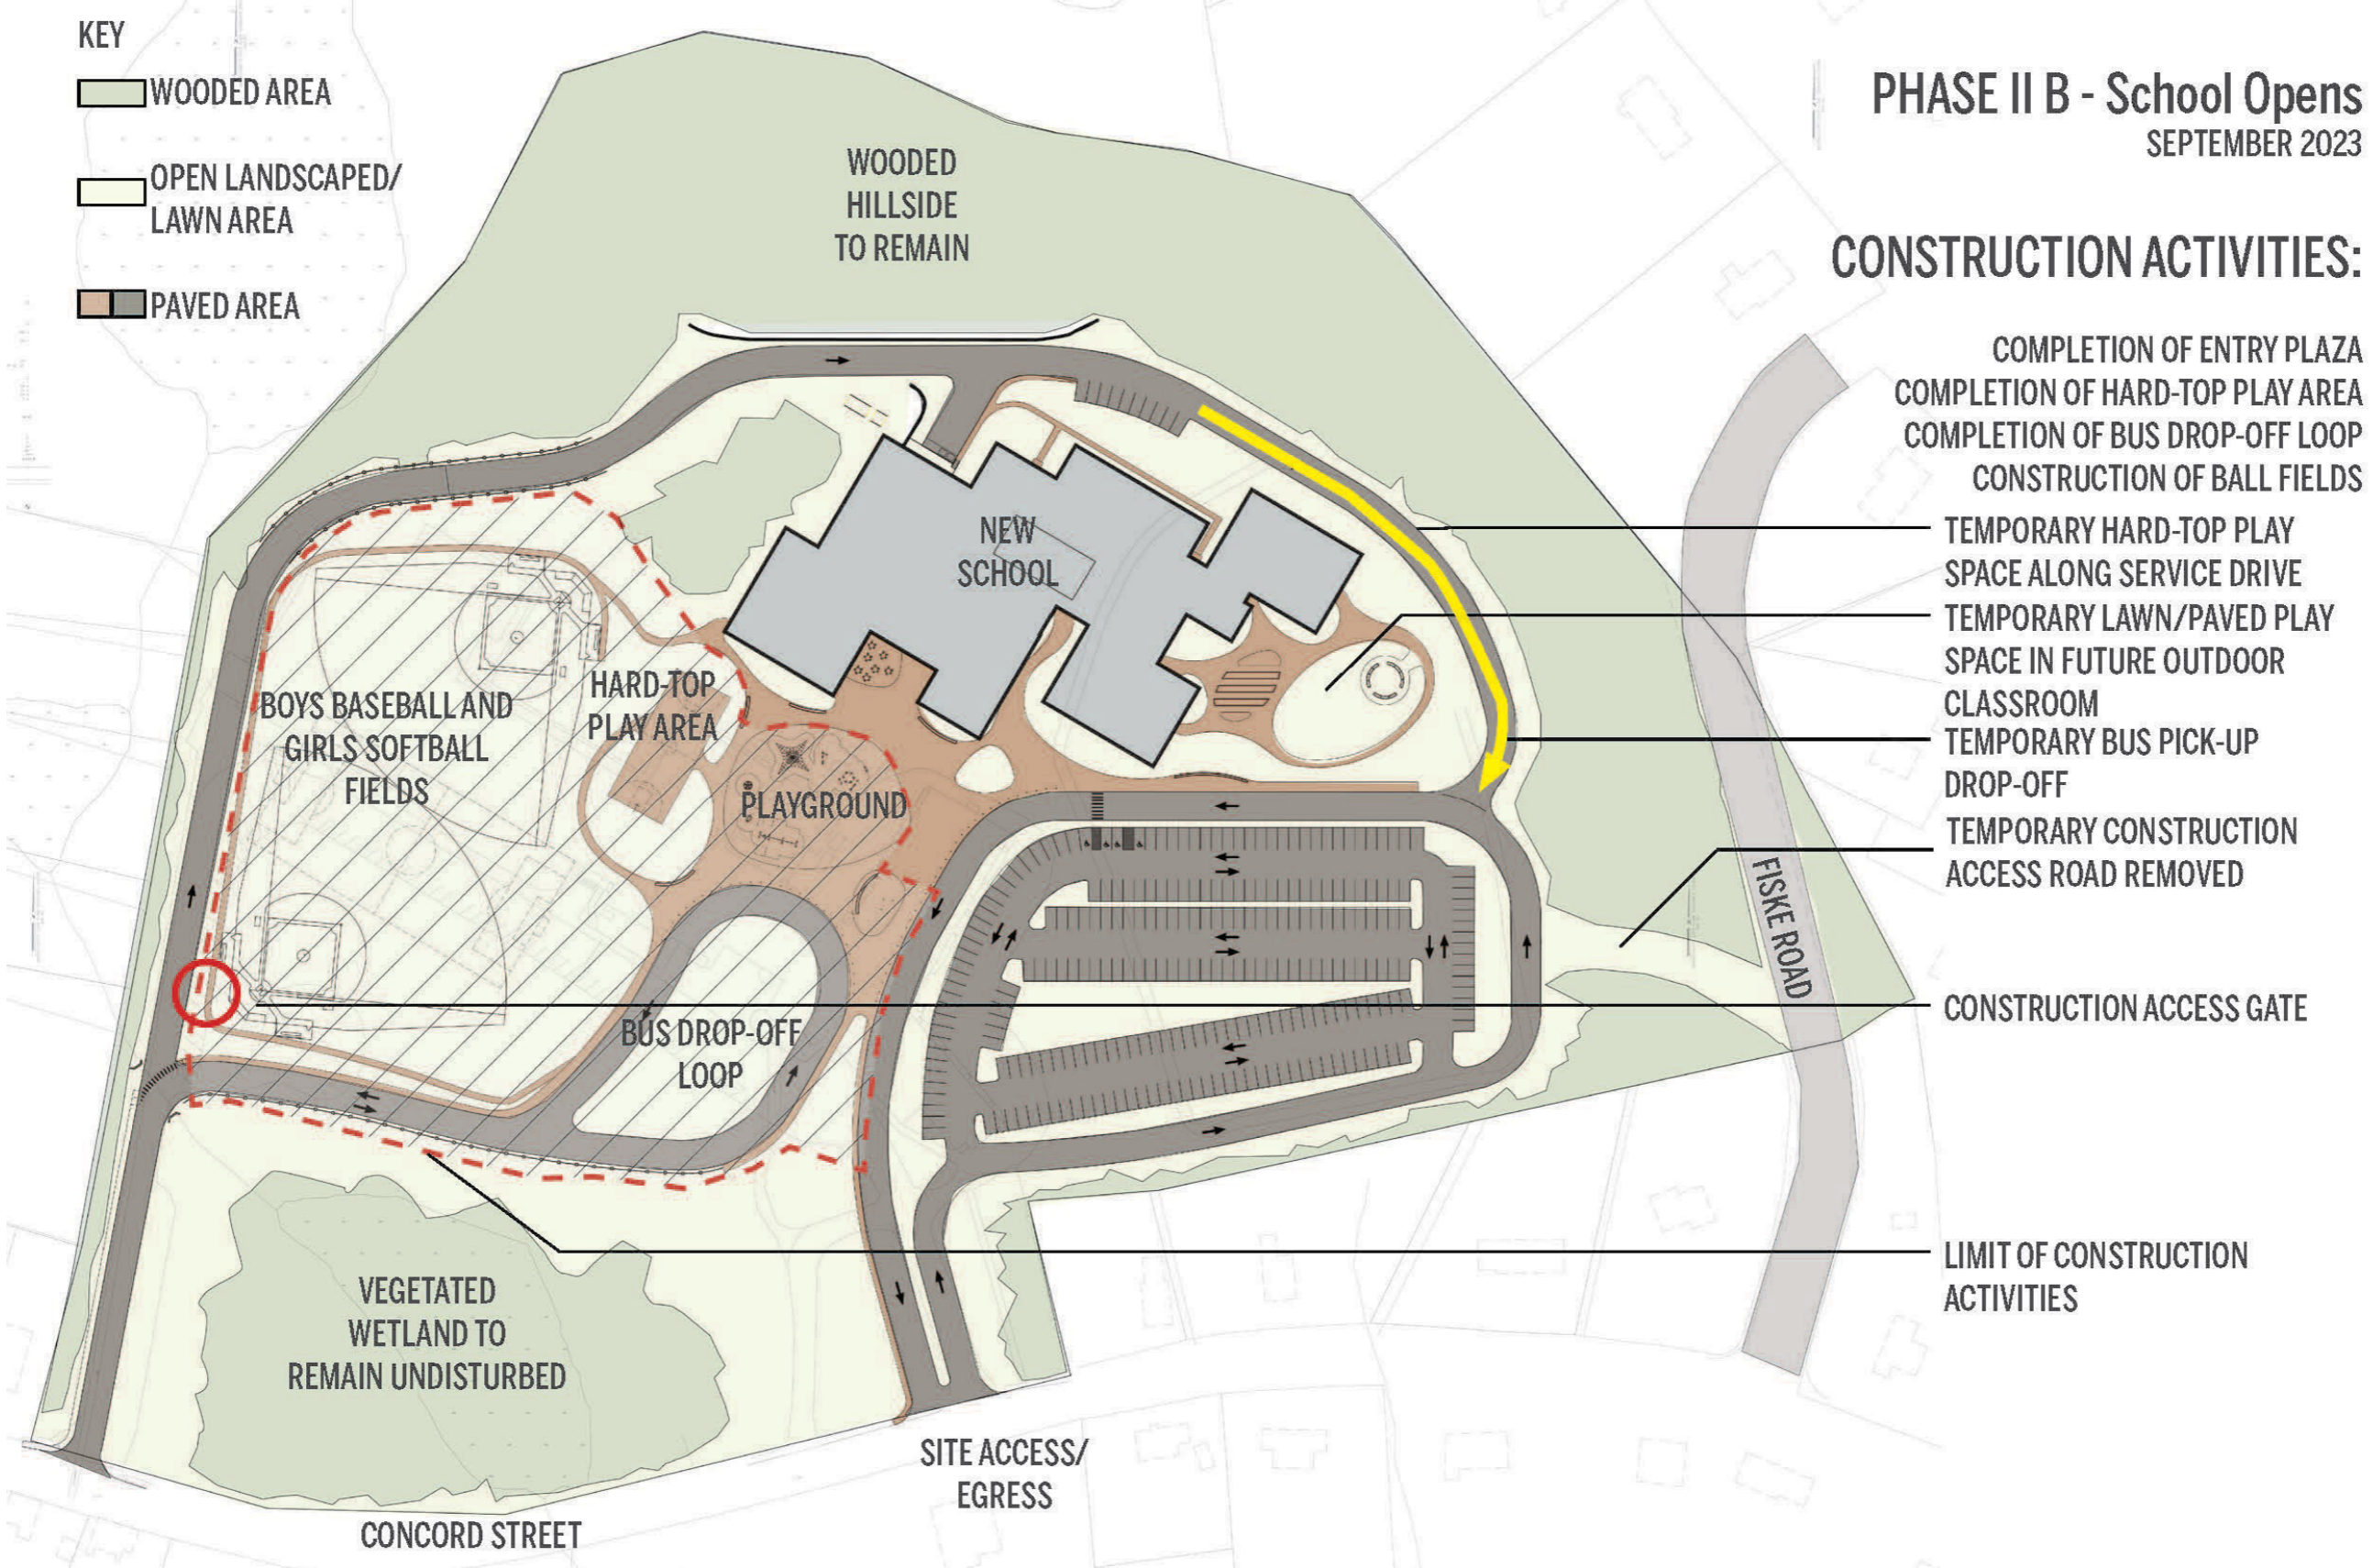 KEY
WOODED AREA
OPEN LANDSCAPED/
LAWN AREA
PAVED AREA
PHASE II B - School Opens
SEPTEMBER 2023
CONSTRUCTION ACTIVITIES:
COMPLETION OF ENTRY PLAZA
COMPLETION OF HARD-TOP PLAY AREA
COMPLETION OF BUS DROP-OFF LOOP
CONSTRUCTION OF BALL FIELDS
TEMPORARY HARD-TOP PLAY
SPACE ALONG SERVICE DRIVE
TEMPORARY LAWN/PAVED PLAY
SPACE IN FUTURE OUTDOOR
CLASSROOM
TEMPORARY BUS PICK-UP
DROP-OFF
TEMPORARY CONSTRUCTION
ACCESS ROAD REMOVED
CONSTRUCTION ACCESS GATE
LIMIT OF CONSTRUCTION
ACTIVITIES
WOODED
HILLSIDE
TO REMAIN
NEW
SCHOOL
HARD-TOP
PLAY AREA
BOYS BASEBALL AND
GIRLS SOFTBALL
FIELDS
PLAYGROUND
BUS DROP-OFF
LOOP
FISKE ROAD
VEGETATED
WETLAND TO
REMAIN UNDISTURBED
SITE ACCESS/
EGRESS
CONCORD STREET